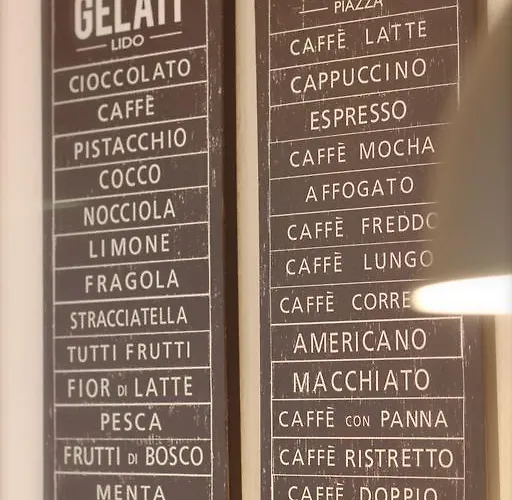 GELATI
LIDO
CIOCCOLATO
CAFFÈ
PISTACCHIO
COCCO
NOCCIOLA
LIMONE
FRAGOLA
STRACCIATELLA
TUTTI FRUTTI
FIOR DI LATTE
PESCA
FRUTTI DI BOSCO
MENTA
PIAZZA
CAFFÈ LATTE
CAPPUCCINO
ESPRESSO
CAFFÈ MOCHA
AFFOGATO
CAFFÈ FREDDO
CAFFÈ LUNGO
CAFFÈ CORRE
AMERICANO
MACCHIATO
CAFFÈ CON PANNA
CAFFÈ RISTRETTO
CAFFÈ DOPPIO